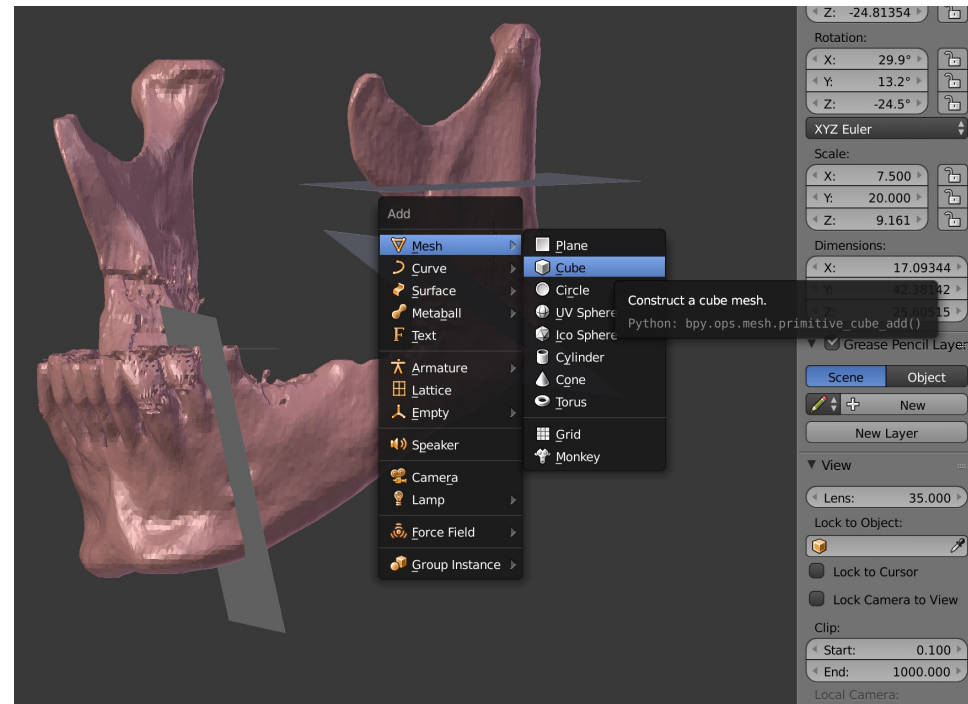 Add
Mesh
Curve
Surface
Metaball
Text
Armature
Lattice
Empty
Speaker
Camera
Lamp
Force Field
Group Instance
Plane
Cube
Circle
UV Sphere
Ico Sphere
Cylinder
Cone
Torus
Grid
Monkey
Construct a cube mesh.
Python: bpy.ops.mesh.primitive_cube_add()
Z: -24.81354
Rotation:
X: 29.9°
Y: 13.2°
Z: -24.5°
XYZ Euler
Scale:
X: 7.500
Y: 20.000
Z: 9.161
Dimensions:
X: 17.09344
Y: 42.38142
Z: 25.60515
Grease Pencil Layer
Scene Object
New
New Layer
View
Lens: 35.000
Lock to Object:
Lock to Cursor
Lock Camera to View
Clip:
Start: 0.100
End: 1000.000
Local Camera: